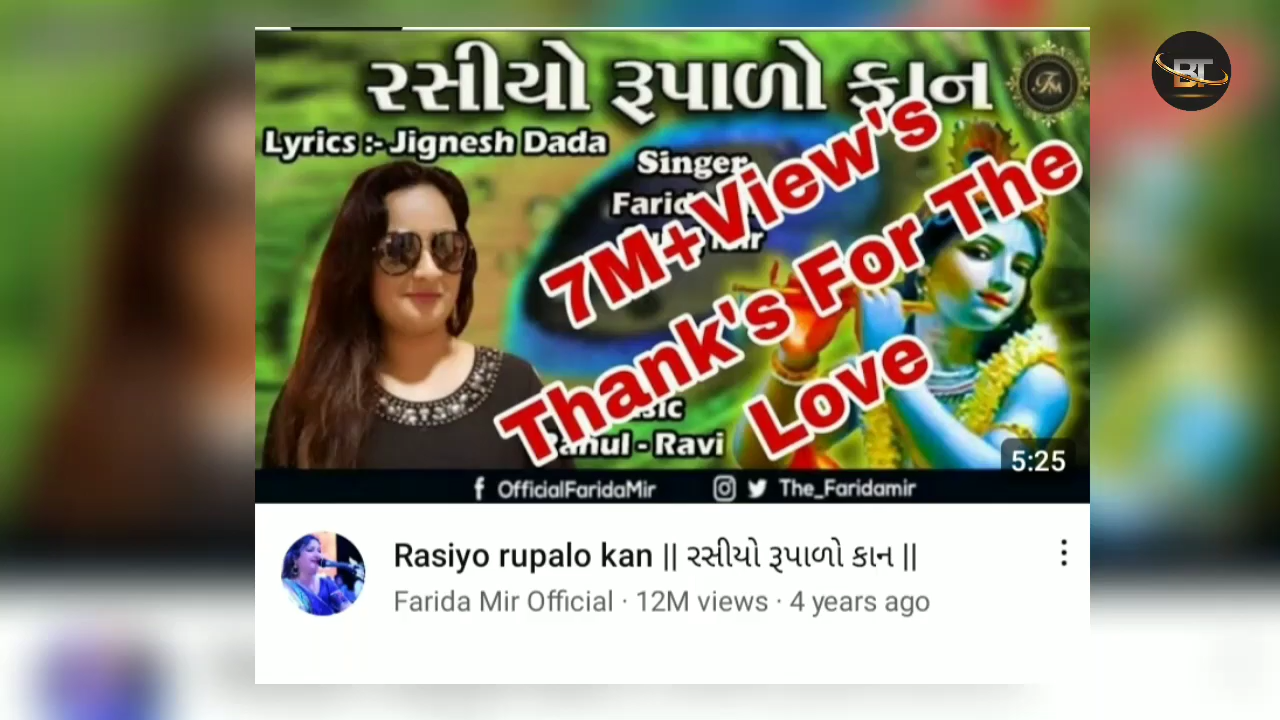 રસીયો રૂપાળો કાન
Lyrics :- Jignesh Dada
Singer
7M+View's
Thank's For The
Love
Rahul - Ravi
5:25
OfficialFaridaMir
The_Faridamir
Rasiyo rupalo kan || રસીયો રૂપાળો કાન ||
Farida Mir Official · 12M views · 4 years ago
BT